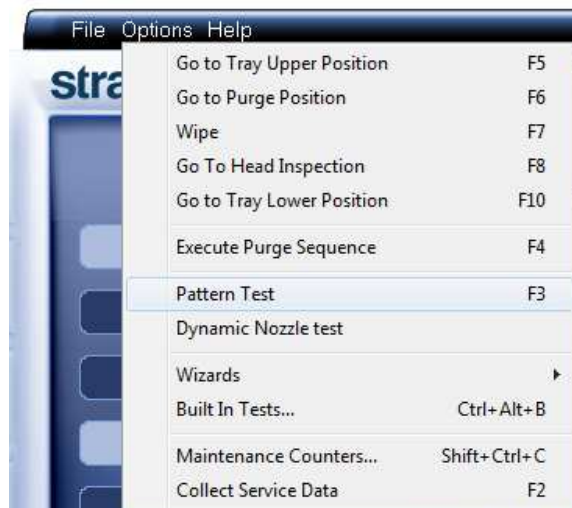 File Options Help
stra
Go to Tray Upper Position F5
Go to Purge Position F6
Wipe F7
Go To Head Inspection F8
Go to Tray Lower Position F10
Execute Purge Sequence F4
Pattern Test F3
Dynamic Nozzle test
Wizards
Built In Tests... Ctrl+Alt+B
Maintenance Counters... Shift+Ctrl+C
Collect Service Data F2